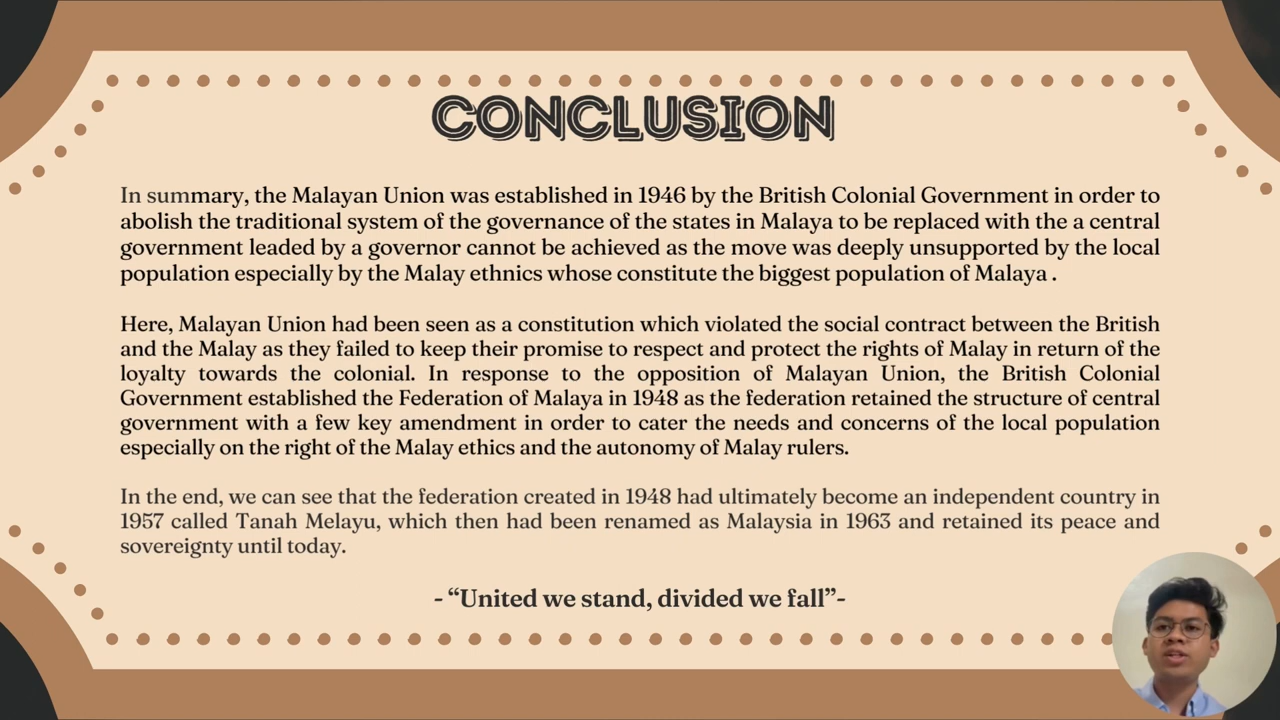 CONCLUSION
In summary, the Malayan Union was established in 1946 by the British Colonial Government in order to
abolish the traditional system of the governance of the states in Malaya to be replaced with the a central
government leaded by a governor cannot be achieved as the move was deeply unsupported by the local
population especially by the Malay ethnics whose constitute the biggest population of Malaya .
Here, Malayan Union had been seen as a constitution which violated the social contract between the British
and the Malay as they failed to keep their promise to respect and protect the rights of Malay in return of the
loyalty towards the colonial. In response to the opposition of Malayan Union, the British Colonial
Government established the Federation of Malaya in 1948 as the federation retained the structure of central
government with a few key amendment in order to cater the needs and concerns of the local population
especially on the right of the Malay ethics and the autonomy of Malay rulers.
In the end, we can see that the federation created in 1948 had ultimately become an independent country in
1957 called Tanah Melayu, which then had been renamed as Malaysia in 1963 and retained its peace and
sovereignty until today.
- “United we stand, divided we fall”-